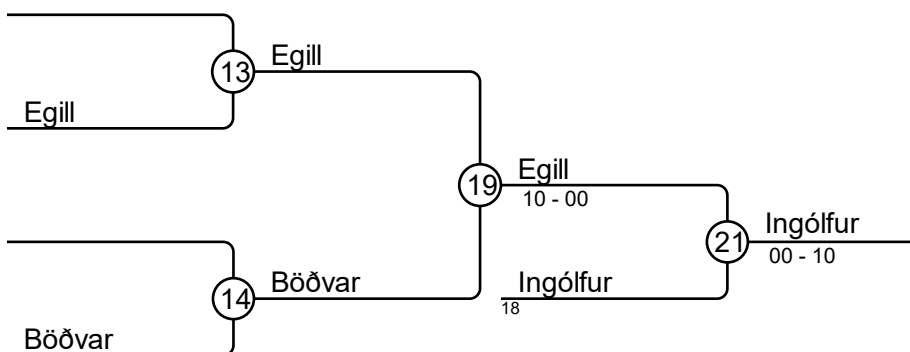 Egill
13
Egill
Egill
19
10 - 00
Ingólfur
21
00 - 10
Böðvar
14
Ingólfur
18
Böðvar